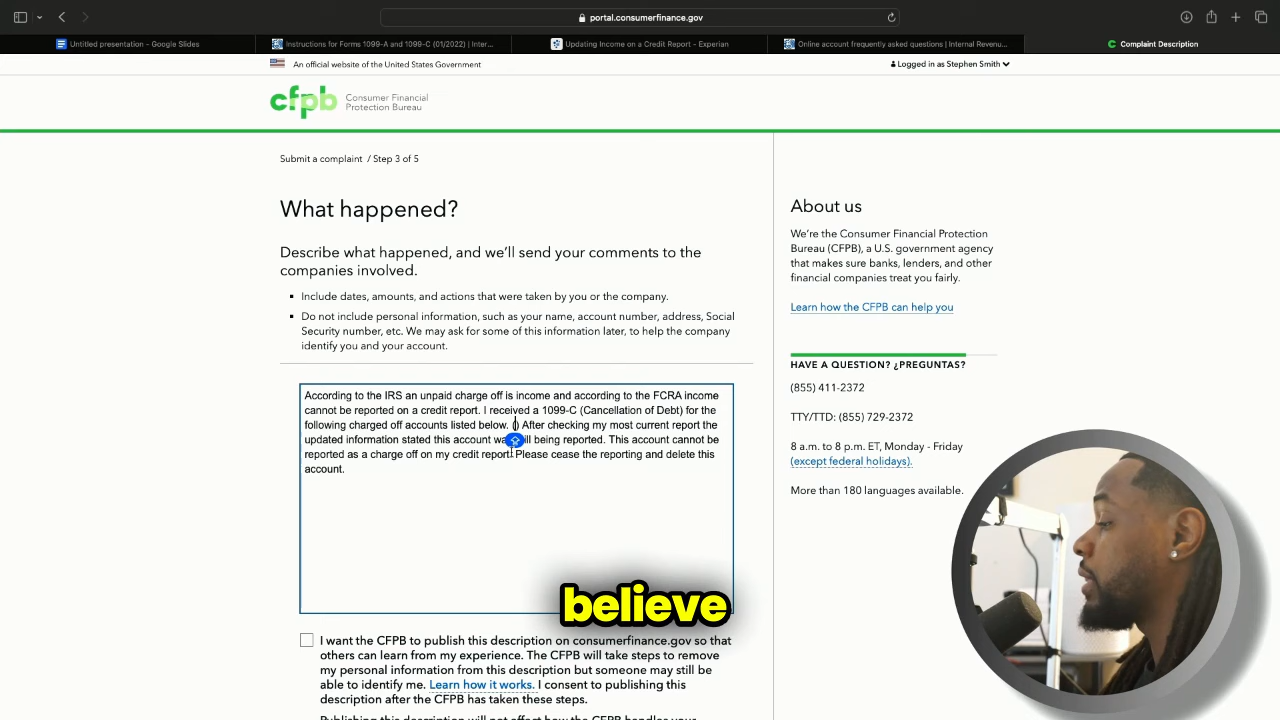 portal.consumerfinance.gov
Untitled presentation - Google Slides
Instructions for Forms 1099-A and 1099-C (01/2022) | Inter...
Updating Income on a Credit Report - Experian
Online account frequently asked questions | Internal Revenu...
Complaint Description
An official website of the United States Government
Logged in as Stephen Smith
cfpb
Consumer Financial
Protection Bureau
Submit a complaint / Step 3 of 5
What happened?
Describe what happened, and we'll send your comments to the
companies involved.
Include dates, amounts, and actions that were taken by you or the company.
Do not include personal information, such as your name, account number, address, Social
Security number, etc. We may ask for some of this information later, to help the company
identify you and your account.
According to the IRS an unpaid charge off is income and according to the FCRA income
cannot be reported on a credit report. I received a 1099-C (Cancellation of Debt) for the
following charged off accounts listed below. () After checking my most current report the
updated information stated this account being reported. This account cannot be
reported as a charge off on my credit report. Please cease the reporting and delete this
account.
believe
I want the CFPB to publish this description on consumerfinance.gov so that
others can learn from my experience. The CFPB will take steps to remove
my personal information from this description but someone may still be
able to identify me. Learn how it works. I consent to publishing this
description after the CFPB has taken these steps.
Publishing this description will not affect how the CFPB handles your
About us
We're the Consumer Financial Protection
Bureau (CFPB), a U.S. government agency
that makes sure banks, lenders, and other
financial companies treat you fairly.
Learn how the CFPB can help you
HAVE A QUESTION? ¿PREGUNTAS?
(855) 411-2372
TTY/TTD: (855) 729-2372
8 a.m. to 8 p.m. ET, Monday - Friday
(except federal holidays).
More than 180 languages available.